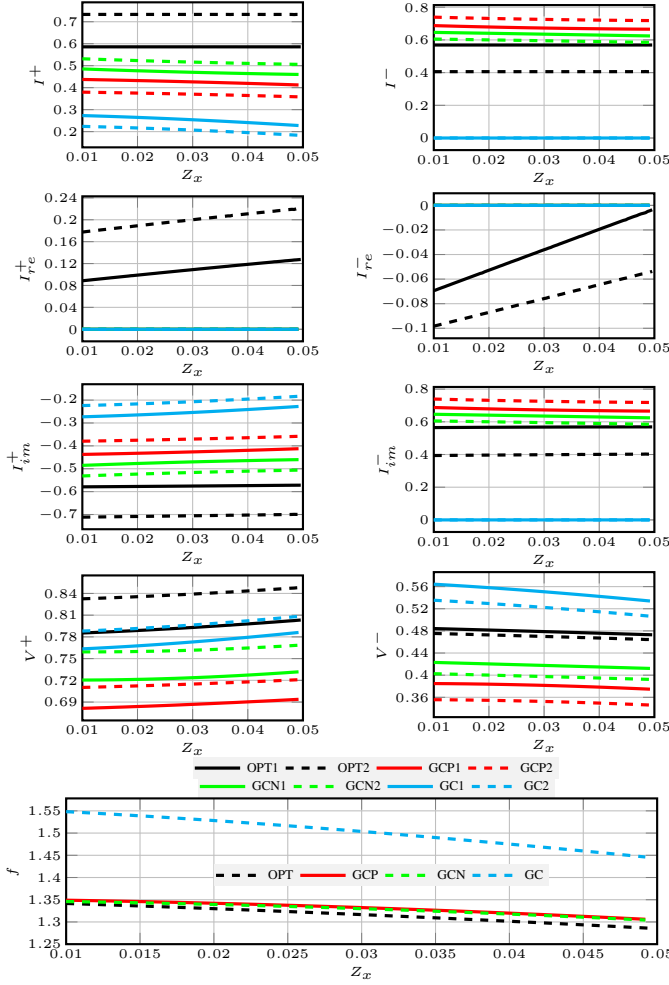 0.7
0.6
0.5
0.4
0.3
0.2
I+
0.01 0.02 0.03 0.04 0.05
Zx
0.8
0.6
0.4
0.2
0
I−
0.01 0.02 0.03 0.04 0.05
Zx
0.24
0.2
0.16
0.12
0.08
0.04
0
I+re
0.01 0.02 0.03 0.04 0.05
Zx
0
−0.02
−0.04
−0.06
−0.08
−0.1
I−re
0.01 0.02 0.03 0.04 0.05
Zx
−0.2
−0.3
−0.4
−0.5
−0.6
−0.7
I+im
0.01 0.02 0.03 0.04 0.05
Zx
0.8
0.6
0.4
0.2
0
I−im
0.01 0.02 0.03 0.04 0.05
Zx
0.84
0.81
0.78
0.75
0.72
0.69
V+
0.01 0.02 0.03 0.04 0.05
Zx
0.56
0.52
0.48
0.44
0.4
0.36
V−
0.01 0.02 0.03 0.04 0.05
Zx
OPT1 OPT2 GCP1 GCP2
GCN1 GCN2 GC1 GC2
1.55
1.5
1.45
1.4
1.35
1.3
1.25
f
OPT GCP GCN GC
0.01 0.015 0.02 0.025 0.03 0.035 0.04 0.045 0.05
Zx